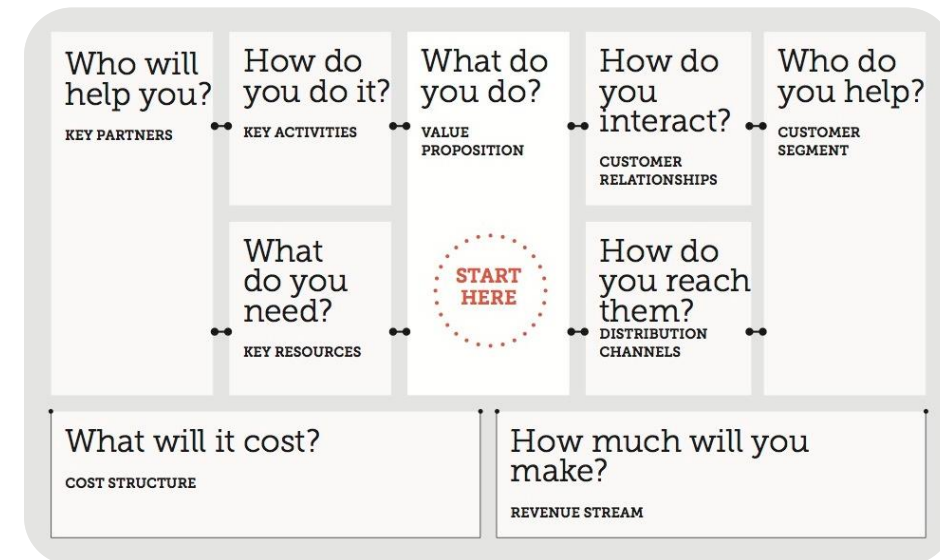 Who will
help you?
KEY PARTNERS
How do
you do it?
KEY ACTIVITIES
What
do you
need?
KEY RESOURCES
What do
you do?
VALUE
PROPOSITION
START
HERE
How do
you
interact?
CUSTOMER
RELATIONSHIPS
How do
you reach
them?
DISTRIBUTION
CHANNELS
Who do
you help?
CUSTOMER
SEGMENT
What will it cost?
COST STRUCTURE
How much will you
make?
REVENUE STREAM